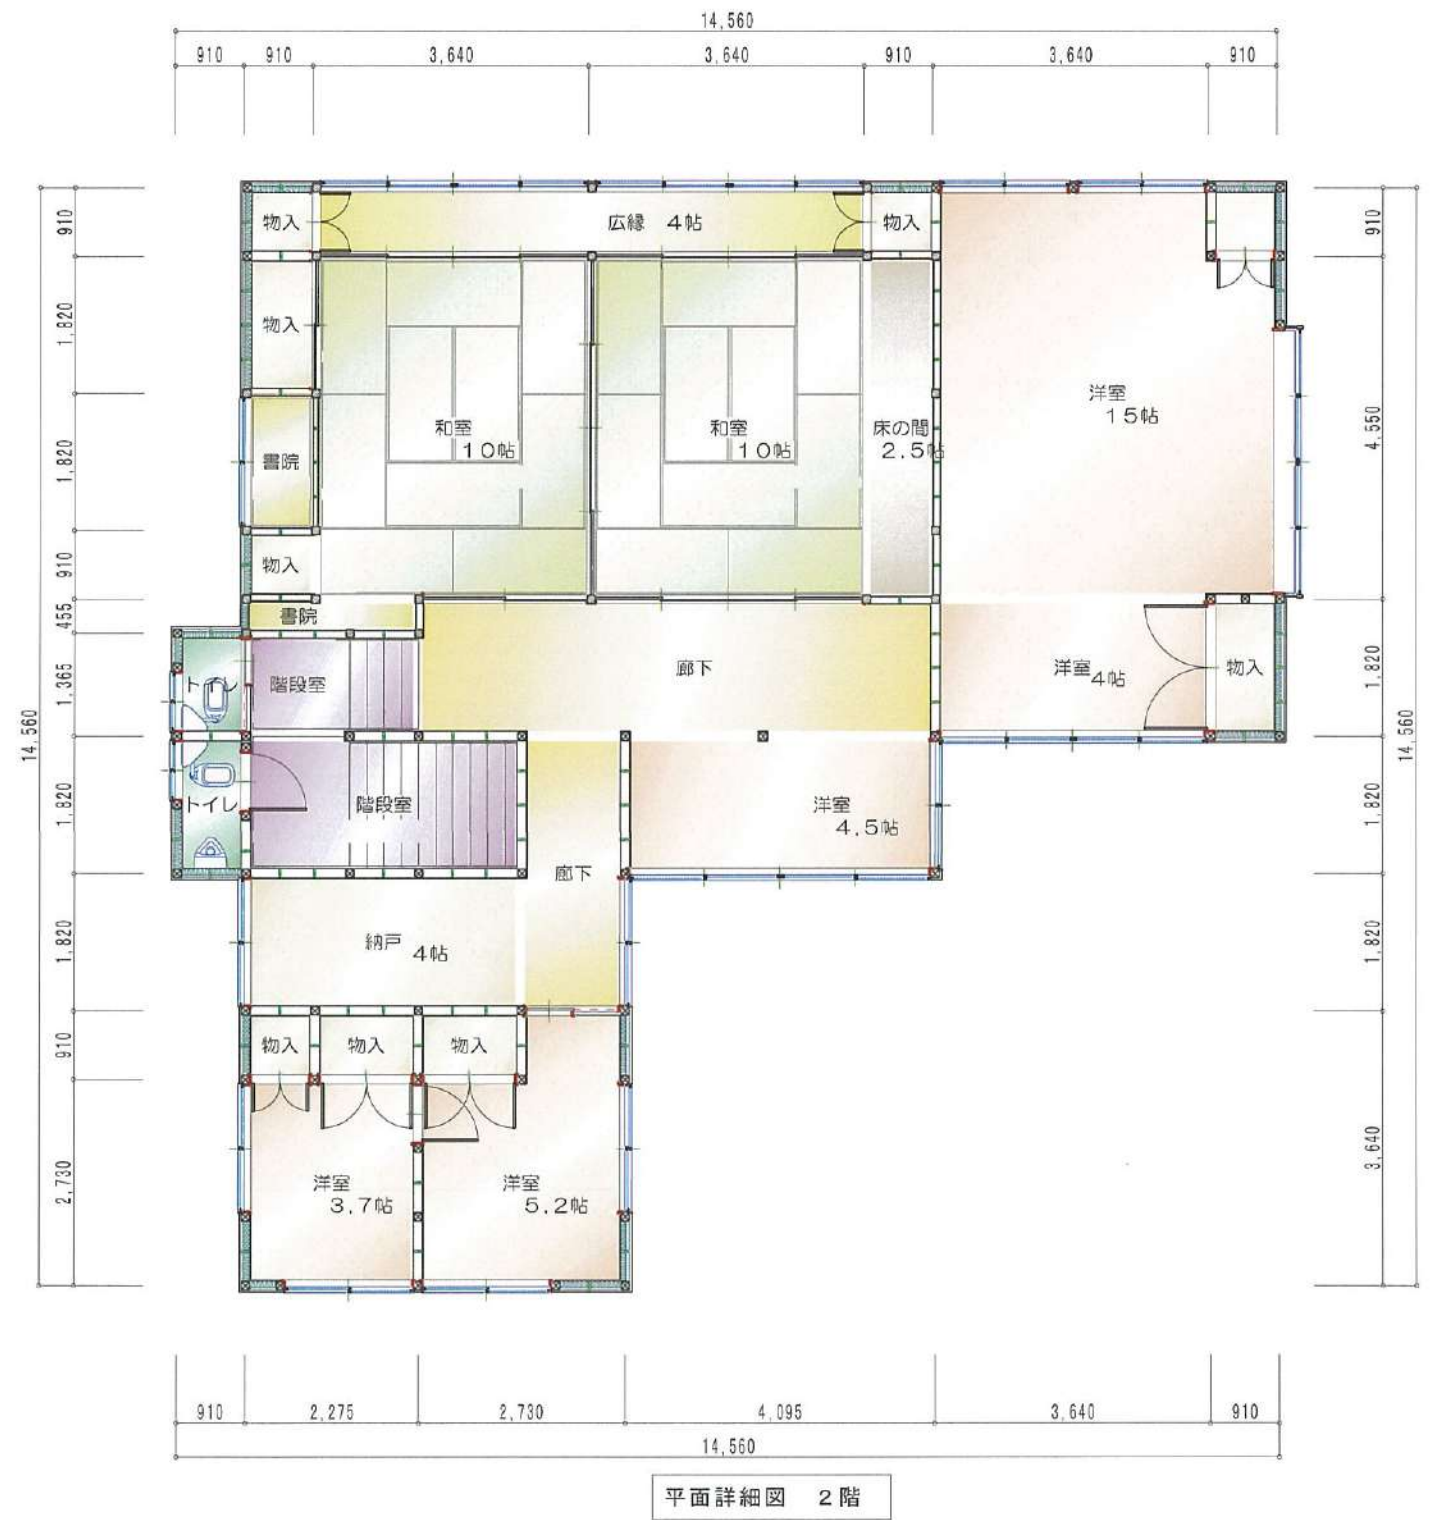 14,560
910 910 3,640 3,640 910 3,640 910
物入 広縁 4帖 物入
物入
洋室
15帖
和室
10帖
和室
10帖
床の間
2.5帖
書院
物入
書院
トイレ 階段室 廊下 洋室
4帖 物入
トイレ 階段室 洋室
4.5帖
廊下
納戸 4帖
物入 物入 物入
洋室
3.7帖
洋室
5.2帖
14,560
910
1,820
1,820
910
455
1,365
1,820
1,820
910
2,730
910
4,550
1,820
1,820
1,820
3,640
14,560
910 2,275 2,730 4,095 3,640 910
14,560
平面詳細図 2階